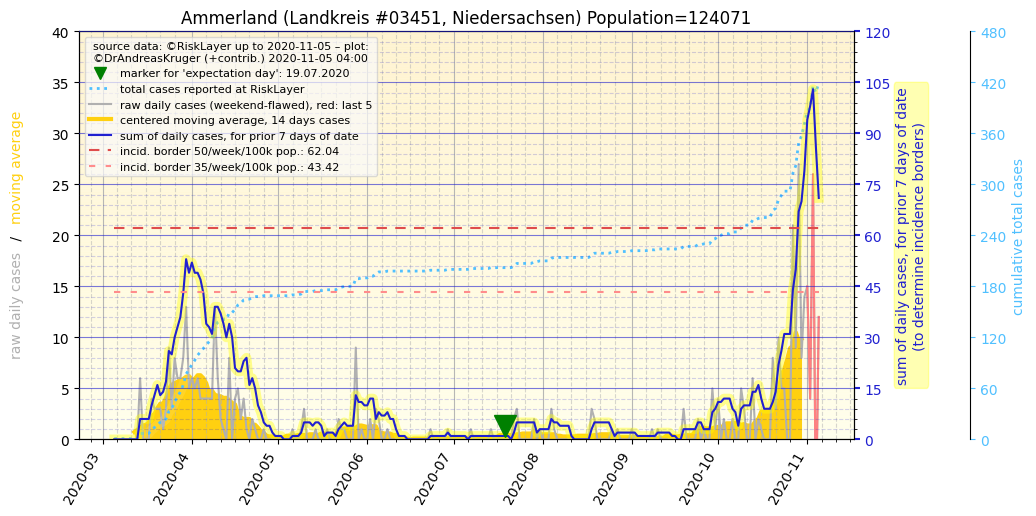 Ammerland (Landkreis #03451, Niedersachsen) Population=124071
source data: ©RiskLayer up to 2020-11-05 – plot:
©DrAndreasKruger (+contrib.) 2020-11-05 04:00
marker for 'expectation day': 19.07.2020
total cases reported at RiskLayer
raw daily cases (weekend-flawed), red: last 5
centered moving average, 14 days cases
sum of daily cases, for prior 7 days of date
incid. border 50/week/100k pop.: 62.04
incid. border 35/week/100k pop.: 43.42
raw daily cases / moving average
40
35
30
25
20
15
10
5
0
2020-03
2020-04
2020-05
2020-06
2020-07
2020-08
2020-09
2020-10
2020-11
120
105
90
75
60
45
30
15
0
sum of daily cases, for prior 7 days of date
(to determine incidence borders)
480
420
360
300
240
180
120
60
0
cumulative total cases